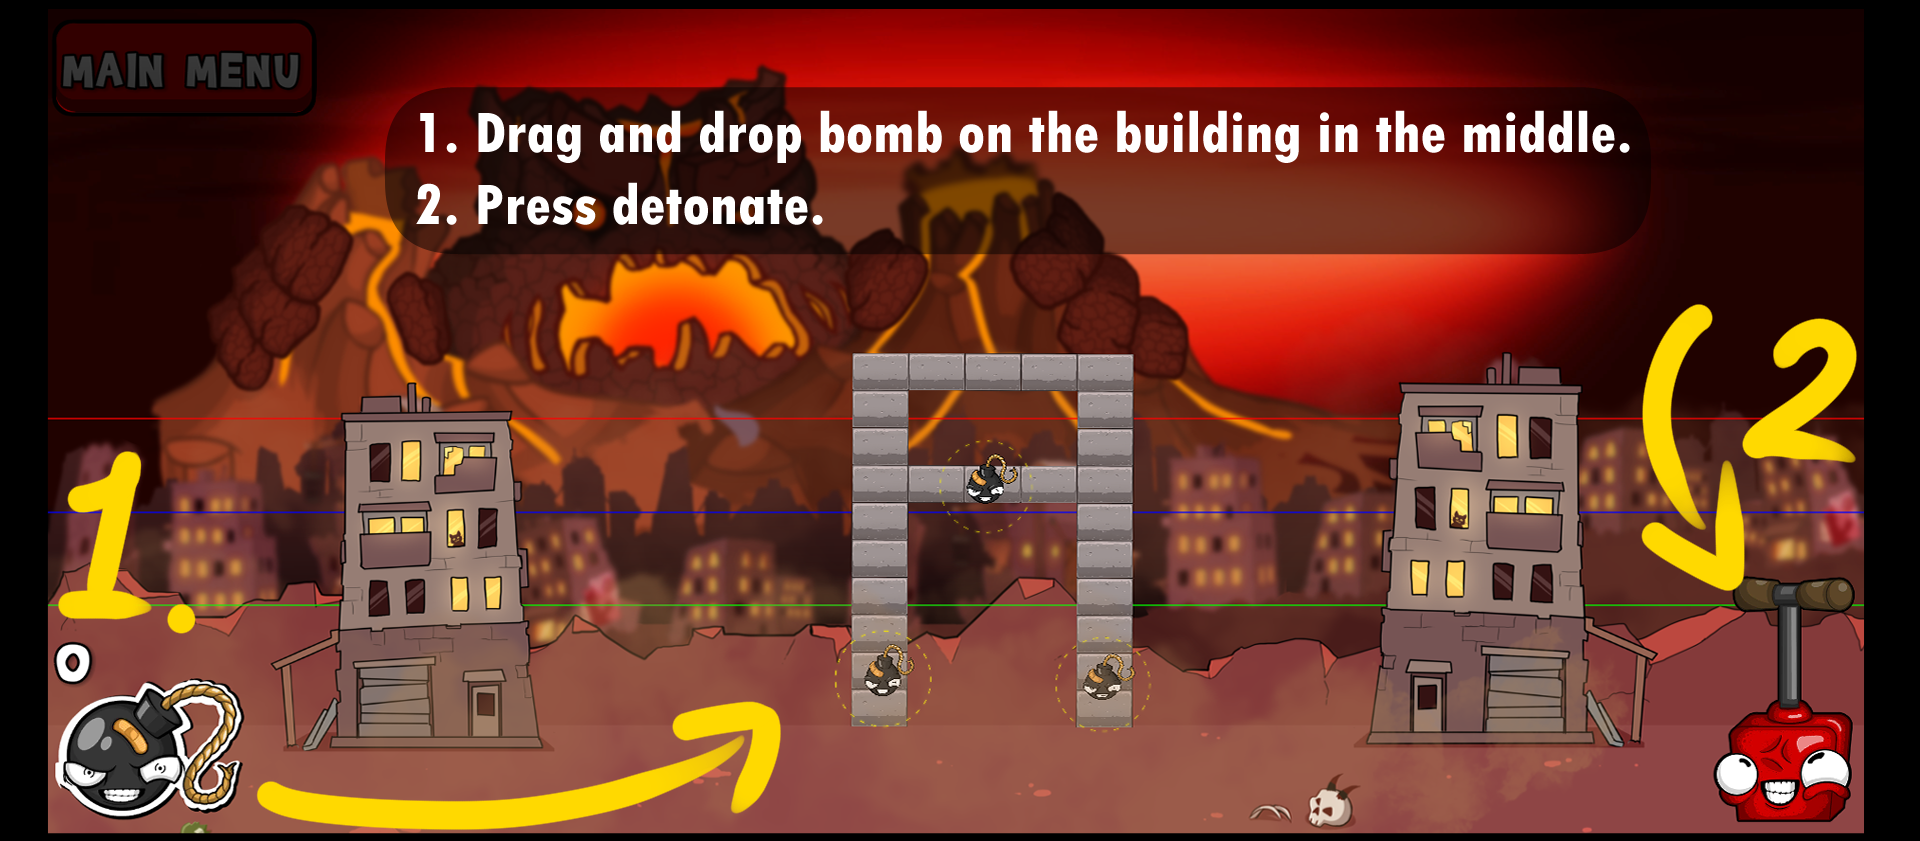 MAIN MENU
1. Drag and drop bomb on the building in the middle.
2. Press detonate.
1.
2
0